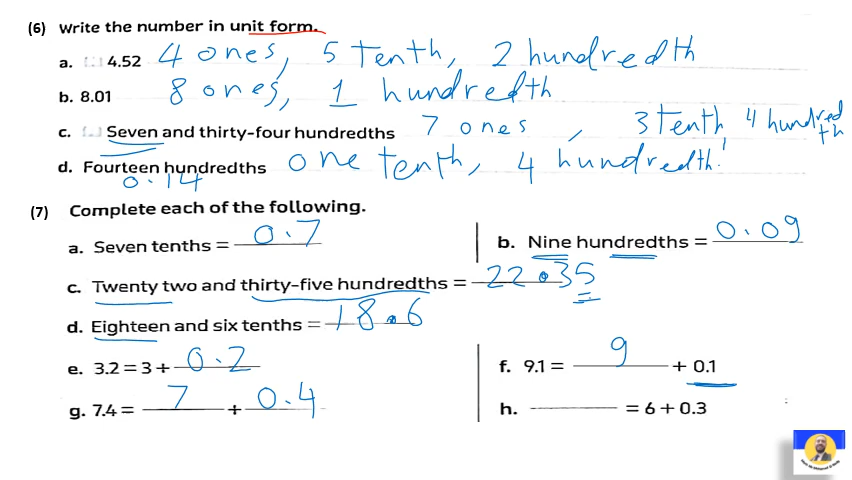 (6) Write the number in unit form.
a. 4.52 4 ones, 5 tenth, 2 hundredth
b. 8.01 8 ones, 1 hundredth
c. Seven and thirty-four hundredths 7 ones , 3 tenth 4 hundredth
d. Fourteen hundredths one tenth, 4 hundredth
0.14
(7) Complete each of the following.
a. Seven tenths = 0.7
b. Nine hundredths = 0.09
c. Twenty two and thirty-five hundredths = 22.35
d. Eighteen and six tenths = 18.6
e. 3.2 = 3 + 0.2
f. 9.1 = 9 + 0.1
g. 7.4 = 7 + 0.4
h. ________ = 6 + 0.3